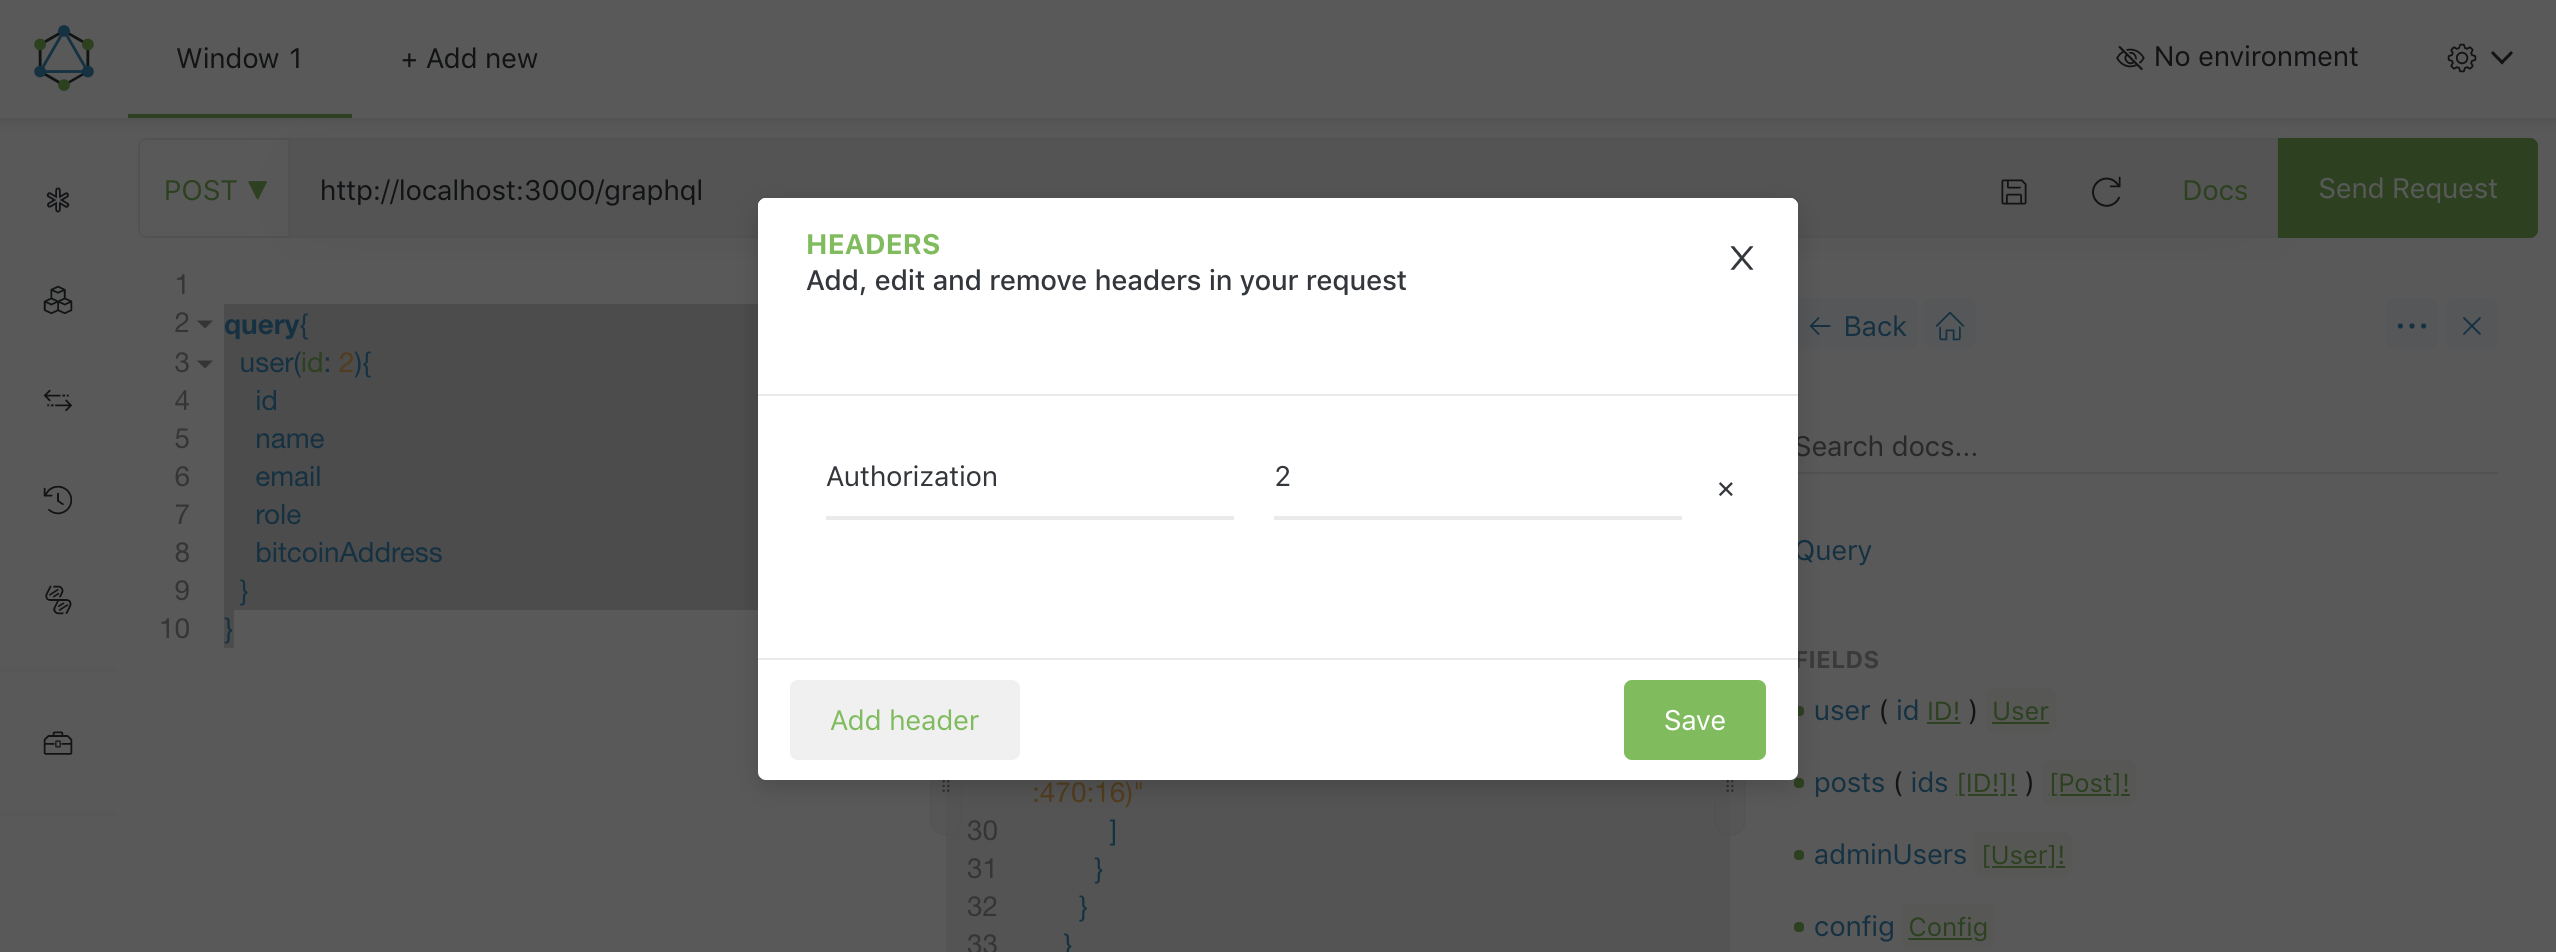 Window 1
+ Add new
No environment
POST ▼
http://localhost:3000/graphql
Docs
Send Request
1
2 query{
3 user(id: 2){
4 id
5 name
6 email
7 role
8 bitcoinAddress
9 }
10 }
HEADERS
Add, edit and remove headers in your request
X
Authorization
2
×
Add header
Save
:470:16)"
30 ]
31 }
32 }
33 }
← Back
Search docs...
Query
FIELDS
user ( id ID! ) User
posts ( ids [ID!]! ) [Post]!
adminUsers [User]!
config Config